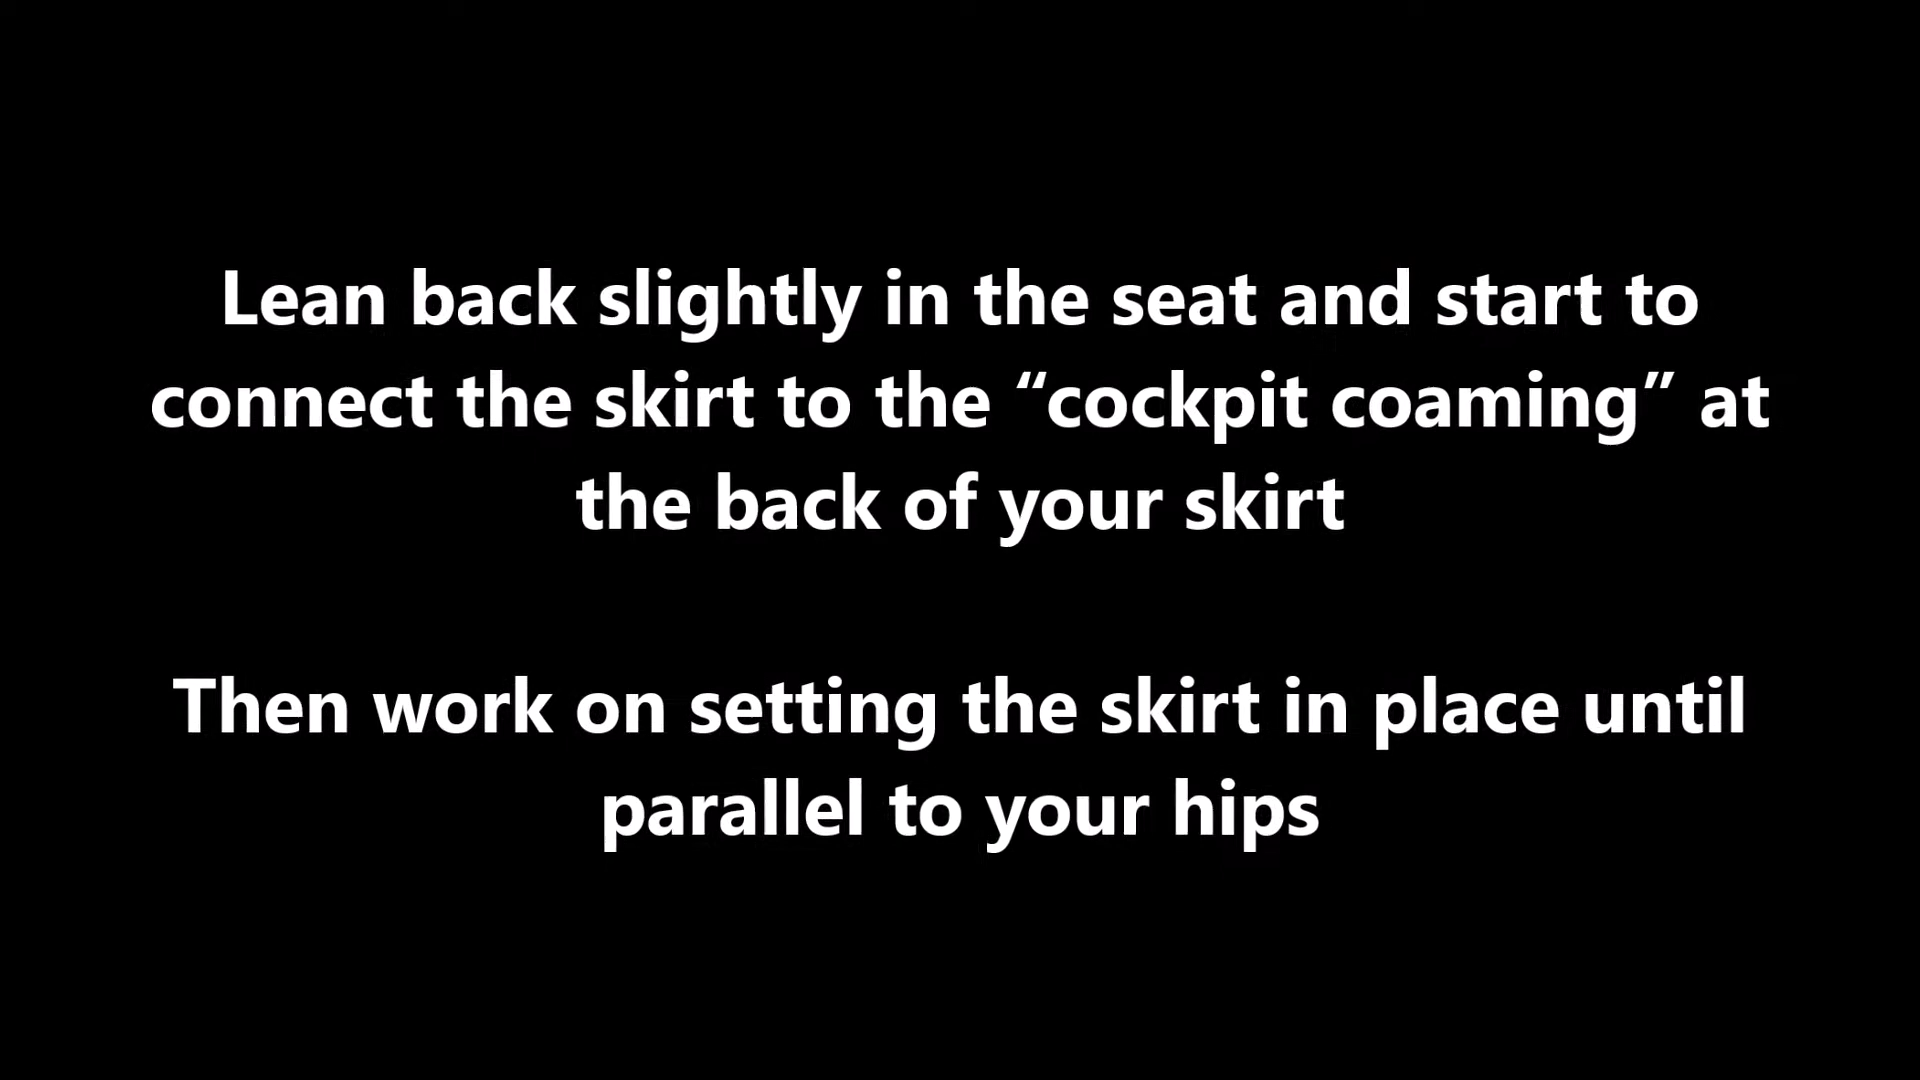 Lean back slightly in the seat and start to
connect the skirt to the “cockpit coaming” at
the back of your skirt
Then work on setting the skirt in place until
parallel to your hips